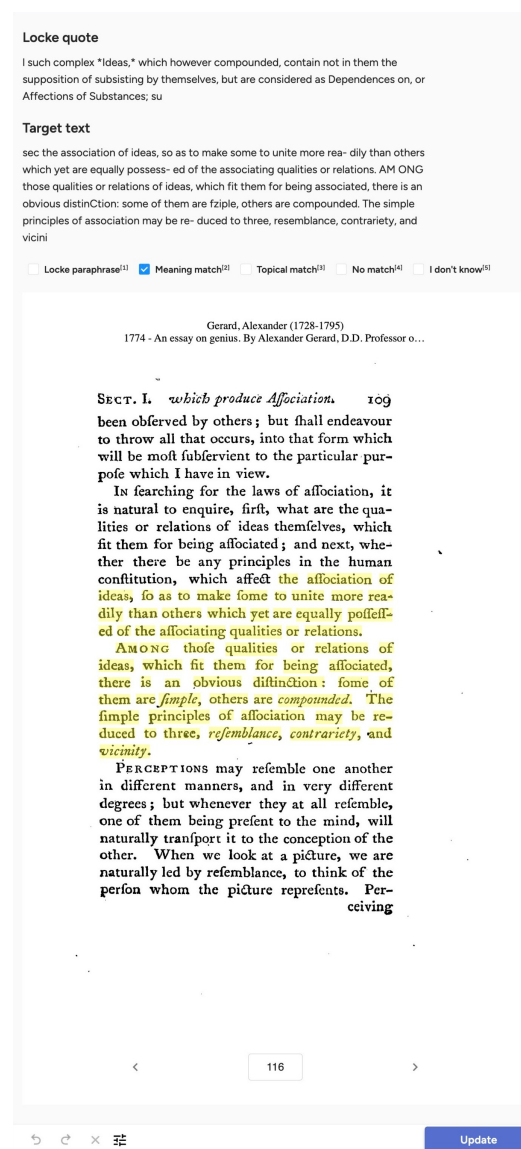 Locke quote
l such complex *Ideas,* which however compounded, contain not in them the
supposition of subsisting by themselves, but are considered as Dependences on, or
Affections of Substances; su
Target text
sec the association of ideas, so as to make some to unite more rea- dily than others
which yet are equally possess- ed of the associating qualities or relations. AM ONG
those qualities or relations of ideas, which fit them for being associated, there is an
obvious distinCtion: some of them are fziple, others are compounded. The simple
principles of association may be re- duced to three, resemblance, contrariety, and
vicini
Locke paraphrase[1] Meaning match[2] Topical match[3] No match[4] I don't know[5]
Gerard, Alexander (1728-1795)
1774 - An essay on genius. By Alexander Gerard, D.D. Professor o…
SECT. I. which produce Aſſociation. 109
been obſerved by others; but ſhall endeavour
to throw all that occurs, into that form which
will be moſt ſubſervient to the particular pur-
poſe which I have in view.
IN ſearching for the laws of aſſociation, it
is natural to enquire, firſt, what are the qua-
lities or relations of ideas themſelves, which
fit them for being aſſociated; and next, whe-
ther there be any principles in the human
conſtitution, which affect the aſſociation of
ideas, ſo as to make ſome to unite more rea-
dily than others which yet are equally poſſeſſ-
ed of the aſſociating qualities or relations.
AMONG thoſe qualities or relations of
ideas, which fit them for being aſſociated,
there is an obvious diſtinction: ſome of
them are ſimple, others are compounded. The
ſimple principles of aſſociation may be re-
duced to three, reſemblance, contrariety, and
vicinity.
PERCEPTIONS may reſemble one another
in different manners, and in very different
degrees; but whenever they at all reſemble,
one of them being preſent to the mind, will
naturally tranſport it to the conception of the
other. When we look at a picture, we are
naturally led by reſemblance, to think of the
perſon whom the picture repreſents. Per-
ceiving
116
Update